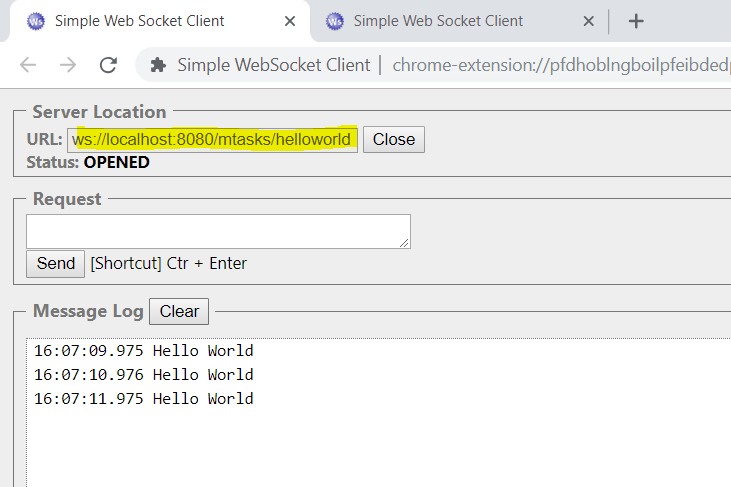 Simple Web Socket Client
Simple Web Socket Client
Simple WebSocket Client chrome-extension://pfdhoblngboilpfeibded
Server Location
URL: ws://localhost:8080/mtasks/helloworld Close
Status: OPENED
Request
Send [Shortcut] Ctr + Enter
Message Log Clear
16:07:09.975 Hello World
16:07:10.976 Hello World
16:07:11.975 Hello World